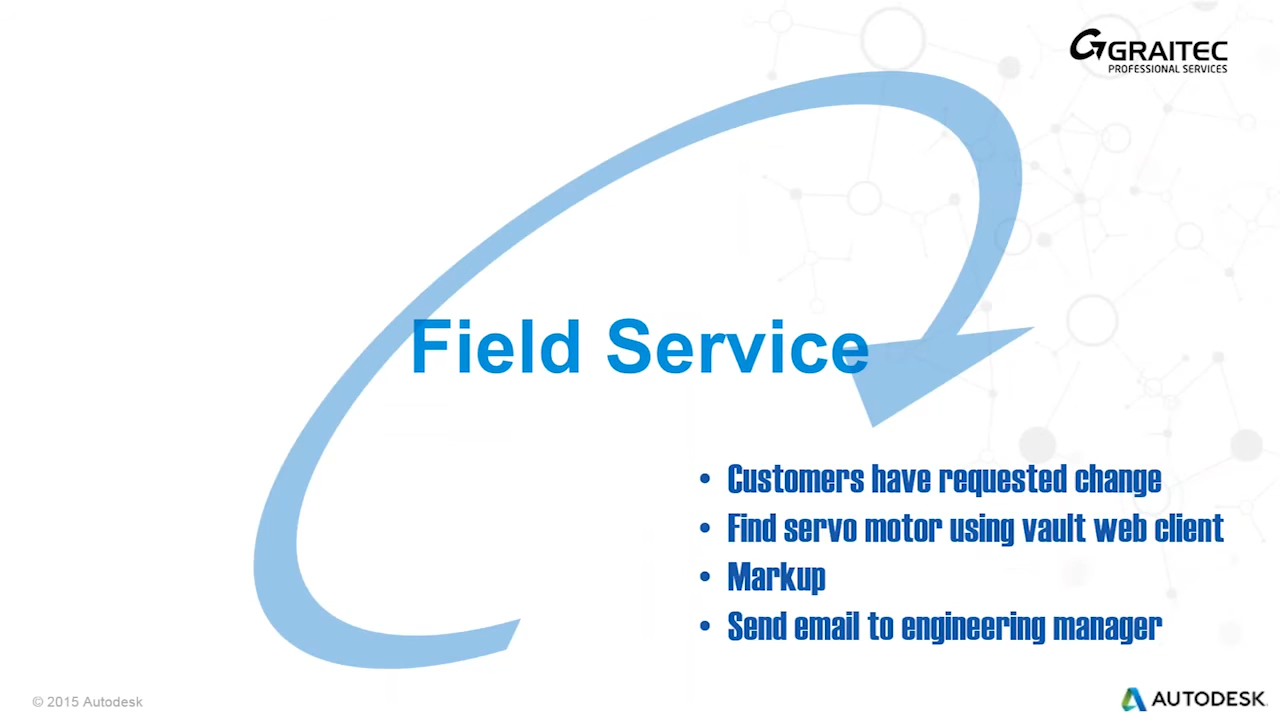 GRAITEC
PROFESSIONAL SERVICES
Field Service
• Customers have requested change
• Find servo motor using vault web client
• Markup
• Send email to engineering manager
© 2015 Autodesk
AUTODESK